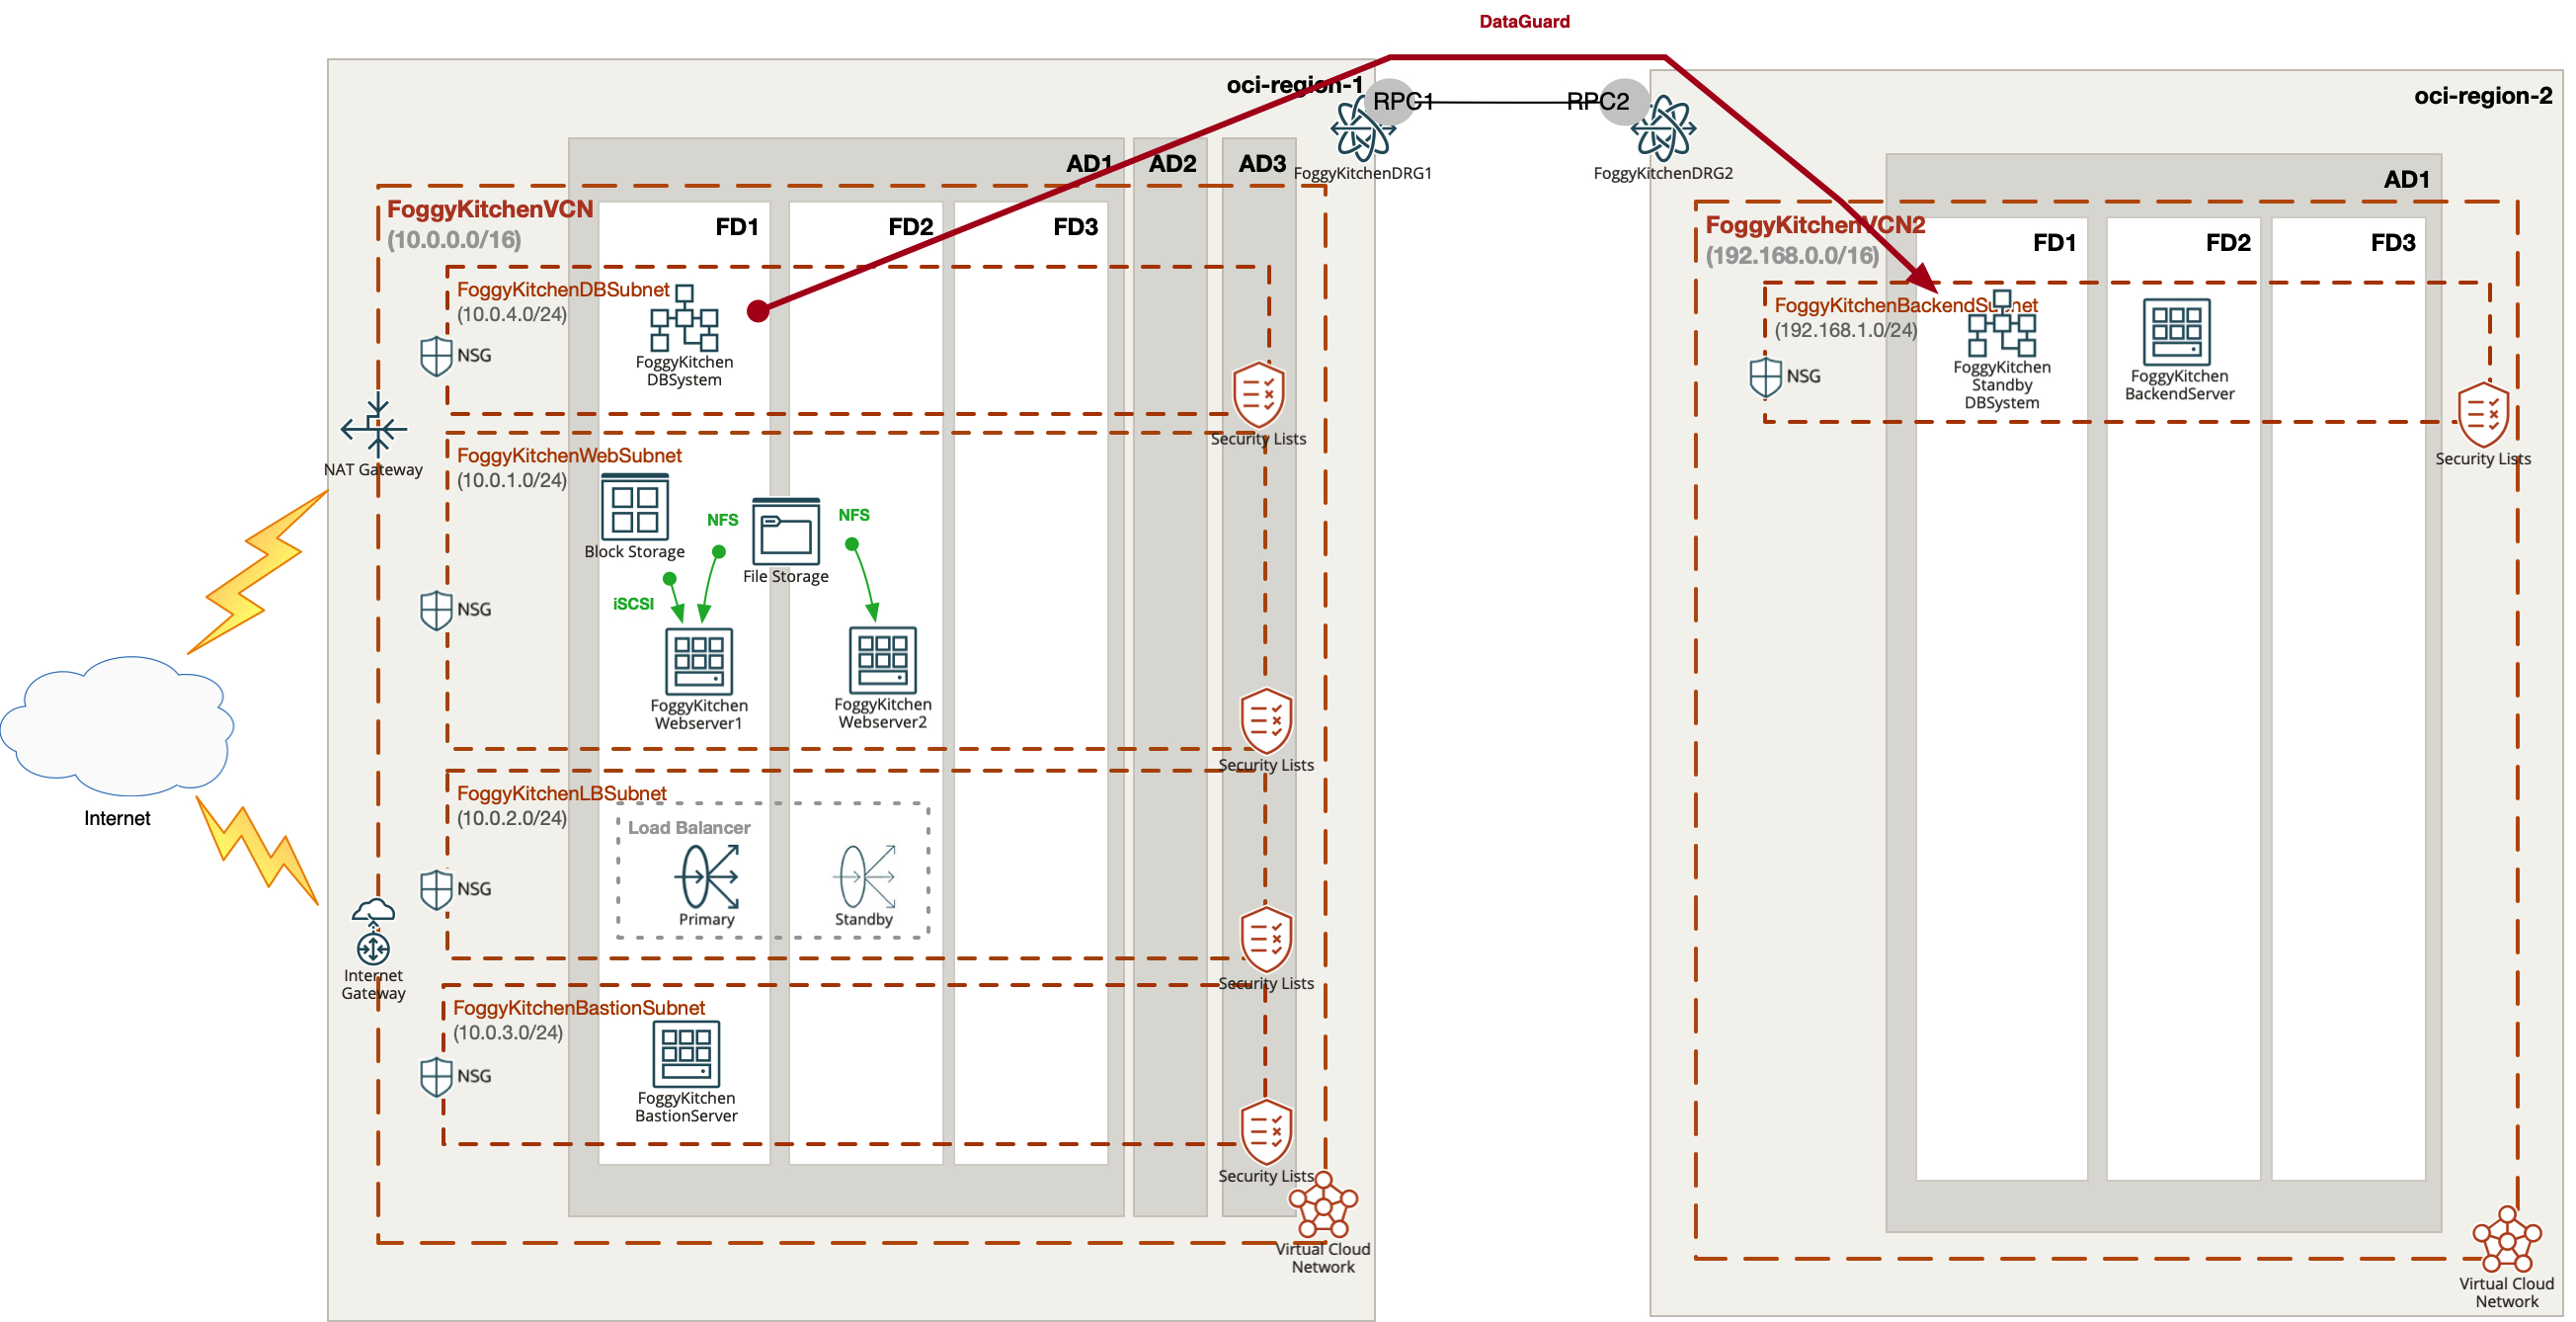 DataGuard
oci-region-1
RPC1
RPC2
oci-region-2
FoggyKitchenDRG1
FoggyKitchenDRG2
AD1
AD2
AD3
AD1
FoggyKitchenVCN
(10.0.0.0/16)
FD1
FD2
FD3
FoggyKitchenVCN2
(192.168.0.0/16)
FD1
FD2
FD3
FoggyKitchenDBSubnet
(10.0.4.0/24)
NSG
FoggyKitchen
DBSystem
Security Lists
FoggyKitchenBackendSubnet
(192.168.1.0/24)
NSG
FoggyKitchen
Standby
DBSystem
FoggyKitchen
BackendServer
Security Lists
NAT Gateway
FoggyKitchenWebSubnet
(10.0.1.0/24)
Block Storage
NFS
File Storage
NFS
iSCSI
NSG
FoggyKitchen
Webserver1
FoggyKitchen
Webserver2
Security Lists
Internet
FoggyKitchenLBSubnet
(10.0.2.0/24)
Load Balancer
NSG
Primary
Standby
Security Lists
Internet
Gateway
FoggyKitchenBastionSubnet
(10.0.3.0/24)
NSG
FoggyKitchen
BastionServer
Security Lists
Virtual Cloud
Network
Virtual Cloud
Network